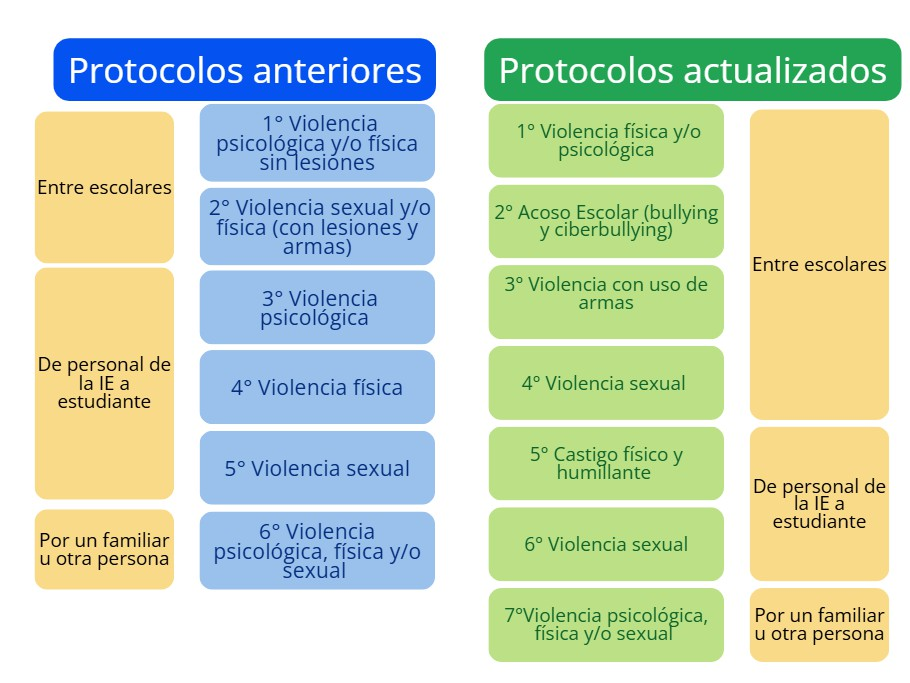 Protocolos anteriores
Entre escolares
1° Violencia
psicológica y/o física
sin lesiones
2° Violencia sexual y/o
física (con lesiones y
armas)
De personal de
la IE a
estudiante
3° Violencia
psicológica
4° Violencia física
5° Violencia sexual
Por un familiar
u otra persona
6° Violencia
psicológica, física y/o
sexual
Protocolos actualizados
1° Violencia física y/o
psicológica
2° Acoso Escolar (bullying
y ciberbullying)
3° Violencia con uso de
armas
4° Violencia sexual
Entre escolares
5° Castigo físico y
humillante
6° Violencia sexual
De personal de
la IE a
estudiante
7°Violencia psicológica,
física y/o sexual
Por un familiar
u otra persona